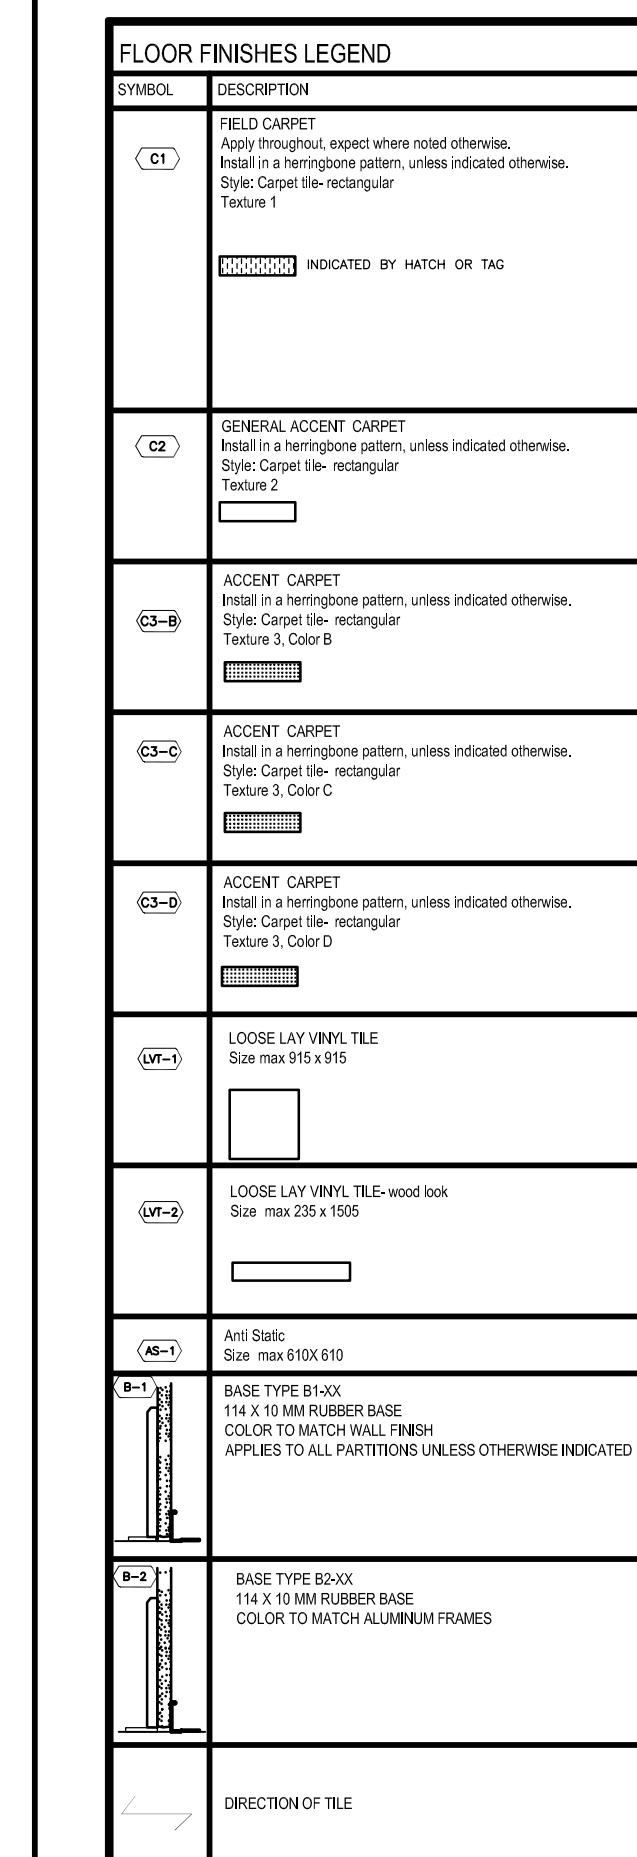 FLOOR FINISHES LEGEND
SYMBOL DESCRIPTION
C1
FIELD CARPET
Apply throughout, expect where noted otherwise.
Install in a herringbone pattern, unless indicated otherwise.
Style: Carpet tile- rectangular
Texture 1
INDICATED BY HATCH OR TAG
C2
GENERAL ACCENT CARPET
Install in a herringbone pattern, unless indicated otherwise.
Style: Carpet tile- rectangular
Texture 2
C3-B
ACCENT CARPET
Install in a herringbone pattern, unless indicated otherwise.
Style: Carpet tile- rectangular
Texture 3, Color B
C3-C
ACCENT CARPET
Install in a herringbone pattern, unless indicated otherwise.
Style: Carpet tile- rectangular
Texture 3, Color C
C3-D
ACCENT CARPET
Install in a herringbone pattern, unless indicated otherwise.
Style: Carpet tile- rectangular
Texture 3, Color D
LVT-1
LOOSE LAY VINYL TILE
Size max 915 x 915
LVT-2
LOOSE LAY VINYL TILE- wood look
Size max 235 x 1505
AS-1
Anti Static
Size max 610X 610
B-1
BASE TYPE B1-XX
114 X 10 MM RUBBER BASE
COLOR TO MATCH WALL FINISH
APPLIES TO ALL PARTITIONS UNLESS OTHERWISE INDICATED
B-2
BASE TYPE B2-XX
114 X 10 MM RUBBER BASE
COLOR TO MATCH ALUMINUM FRAMES
DIRECTION OF TILE